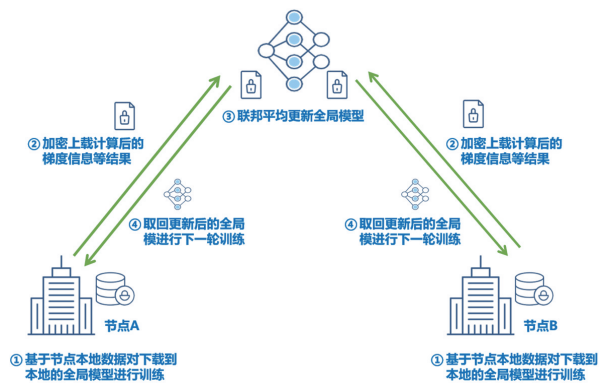 ③ 联邦平均更新全局模型
② 加密上载计算后的
梯度信息等结果
② 加密上载计算后的
梯度信息等结果
④ 取回更新后的全局
模进行下一轮训练
④ 取回更新后的全局
模进行下一轮训练
节点A
节点B
① 基于节点本地数据对下载到
本地的全局模型进行训练
① 基于节点本地数据对下载到
本地的全局模型进行训练